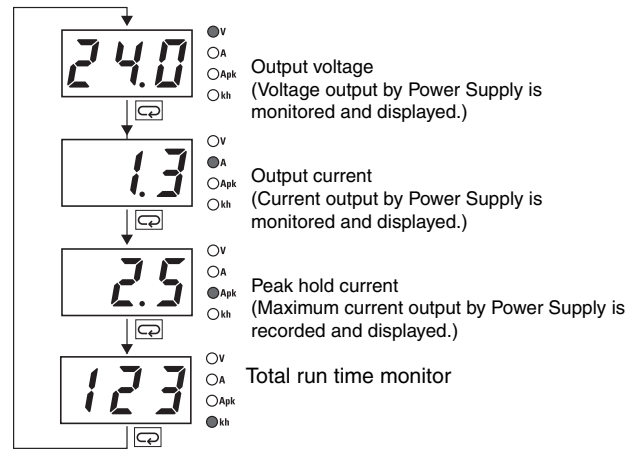 24.0
V
A
Apk
kh
Output voltage
(Voltage output by Power Supply is
monitored and displayed.)
1.3
V
A
Apk
kh
Output current
(Current output by Power Supply is
monitored and displayed.)
2.5
V
A
Apk
kh
Peak hold current
(Maximum current output by Power Supply is
recorded and displayed.)
123
V
A
Apk
kh
Total run time monitor